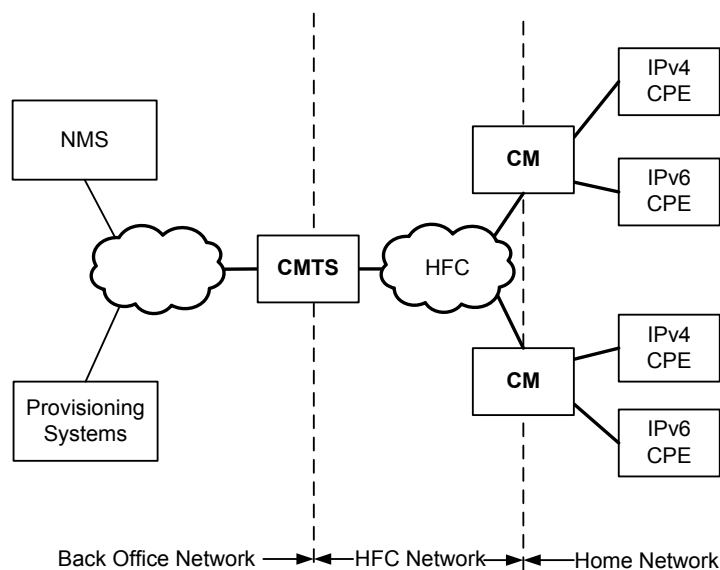 IPv4
CPE
NMS
CM
IPv6
CPE
CMTS
HFC
IPv4
CPE
CM
Provisioning
Systems
IPv6
CPE
Back Office Network
HFC Network
Home Network